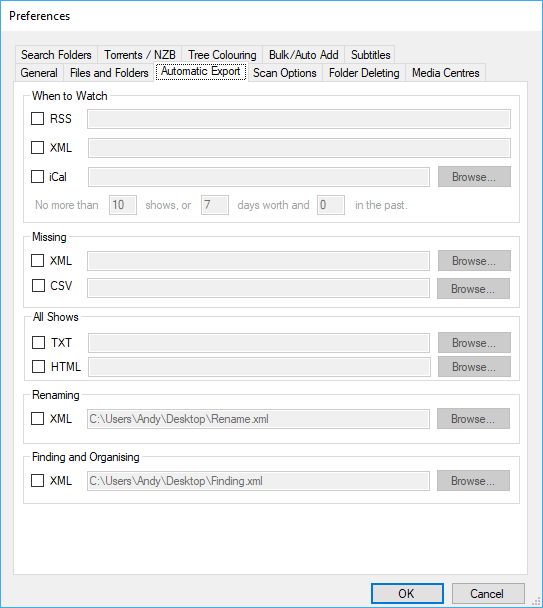 Preferences
Search Folders Torrents / NZB Tree Colouring Bulk/Auto Add Subtitles
General Files and Folders Automatic Export Scan Options Folder Deleting Media Centres
When to Watch
RSS
XML
iCal Browse...
No more than 10 shows, or 7 days worth and 0 in the past.
Missing
XML Browse...
CSV Browse...
All Shows
TXT Browse...
HTML Browse...
Renaming
XML C:\Users\Andy\Desktop\Rename.xml Browse...
Finding and Organising
XML C:\Users\Andy\Desktop\Finding.xml Browse...
OK Cancel